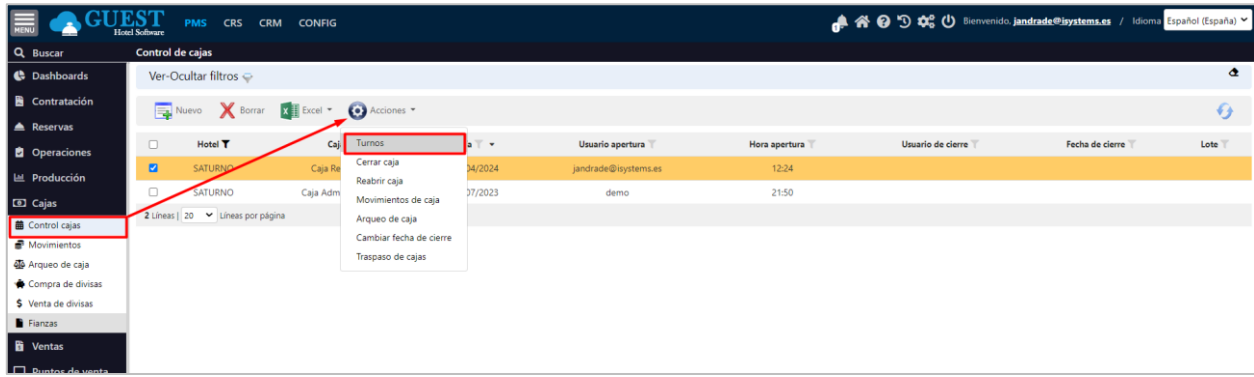 MENU
GUEST
Hotel Software
PMS CRS CRM CONFIG
1
Bienvenido, jandrade@isystems.es / Idioma Español (España)
Buscar
Control de cajas
Dashboards
Ver-Ocultar filtros
Contratación
Nuevo Borrar Excel Acciones
Reservas
Operaciones
Hotel Caj a Usuario apertura Hora apertura Usuario de cierre Fecha de cierre Lote
Turnos
SATURNO Caja Re 04/2024 jandrade@isystems.es 12:24
Cerrar caja
Producción
Reabrir caja
SATURNO Caja Adm 07/2023 demo 21:50
Movimientos de caja
Cajas
2 Líneas | 20 Líneas por página
Arqueo de caja
Control cajas
Cambiar fecha de cierre
Movimientos
Traspaso de cajas
Arqueo de caja
Compra de divisas
Venta de divisas
Fianzas
Ventas
Puntos de venta